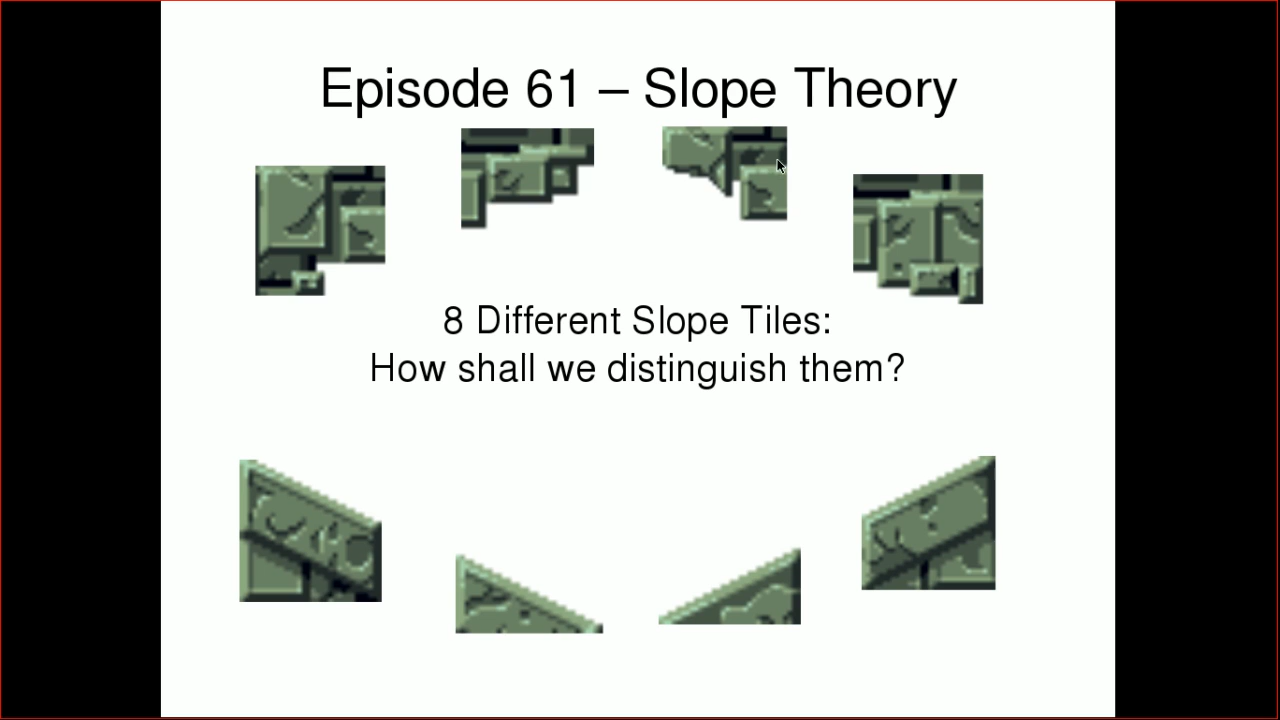 Episode 61 – Slope Theory
8 Different Slope Tiles:
How shall we distinguish them?